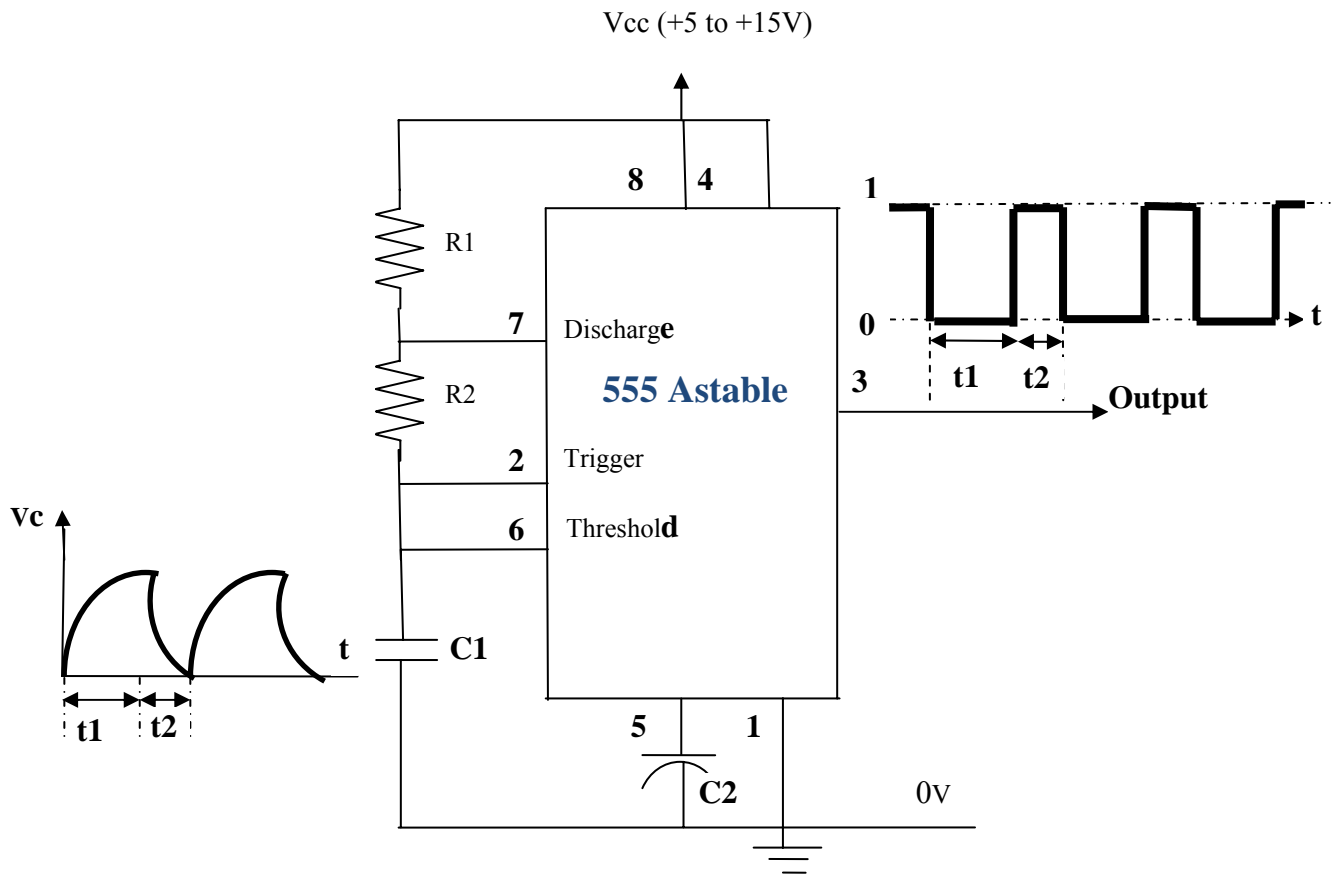 Vcc (+5 to +15V)
8 4
1
R1
0
t
7
Discharge
t1 t2
R2
555 Astable
3
Output
2
Trigger
Vc
6
Threshold
t
C1
t1 t2
5 1
C2
0V